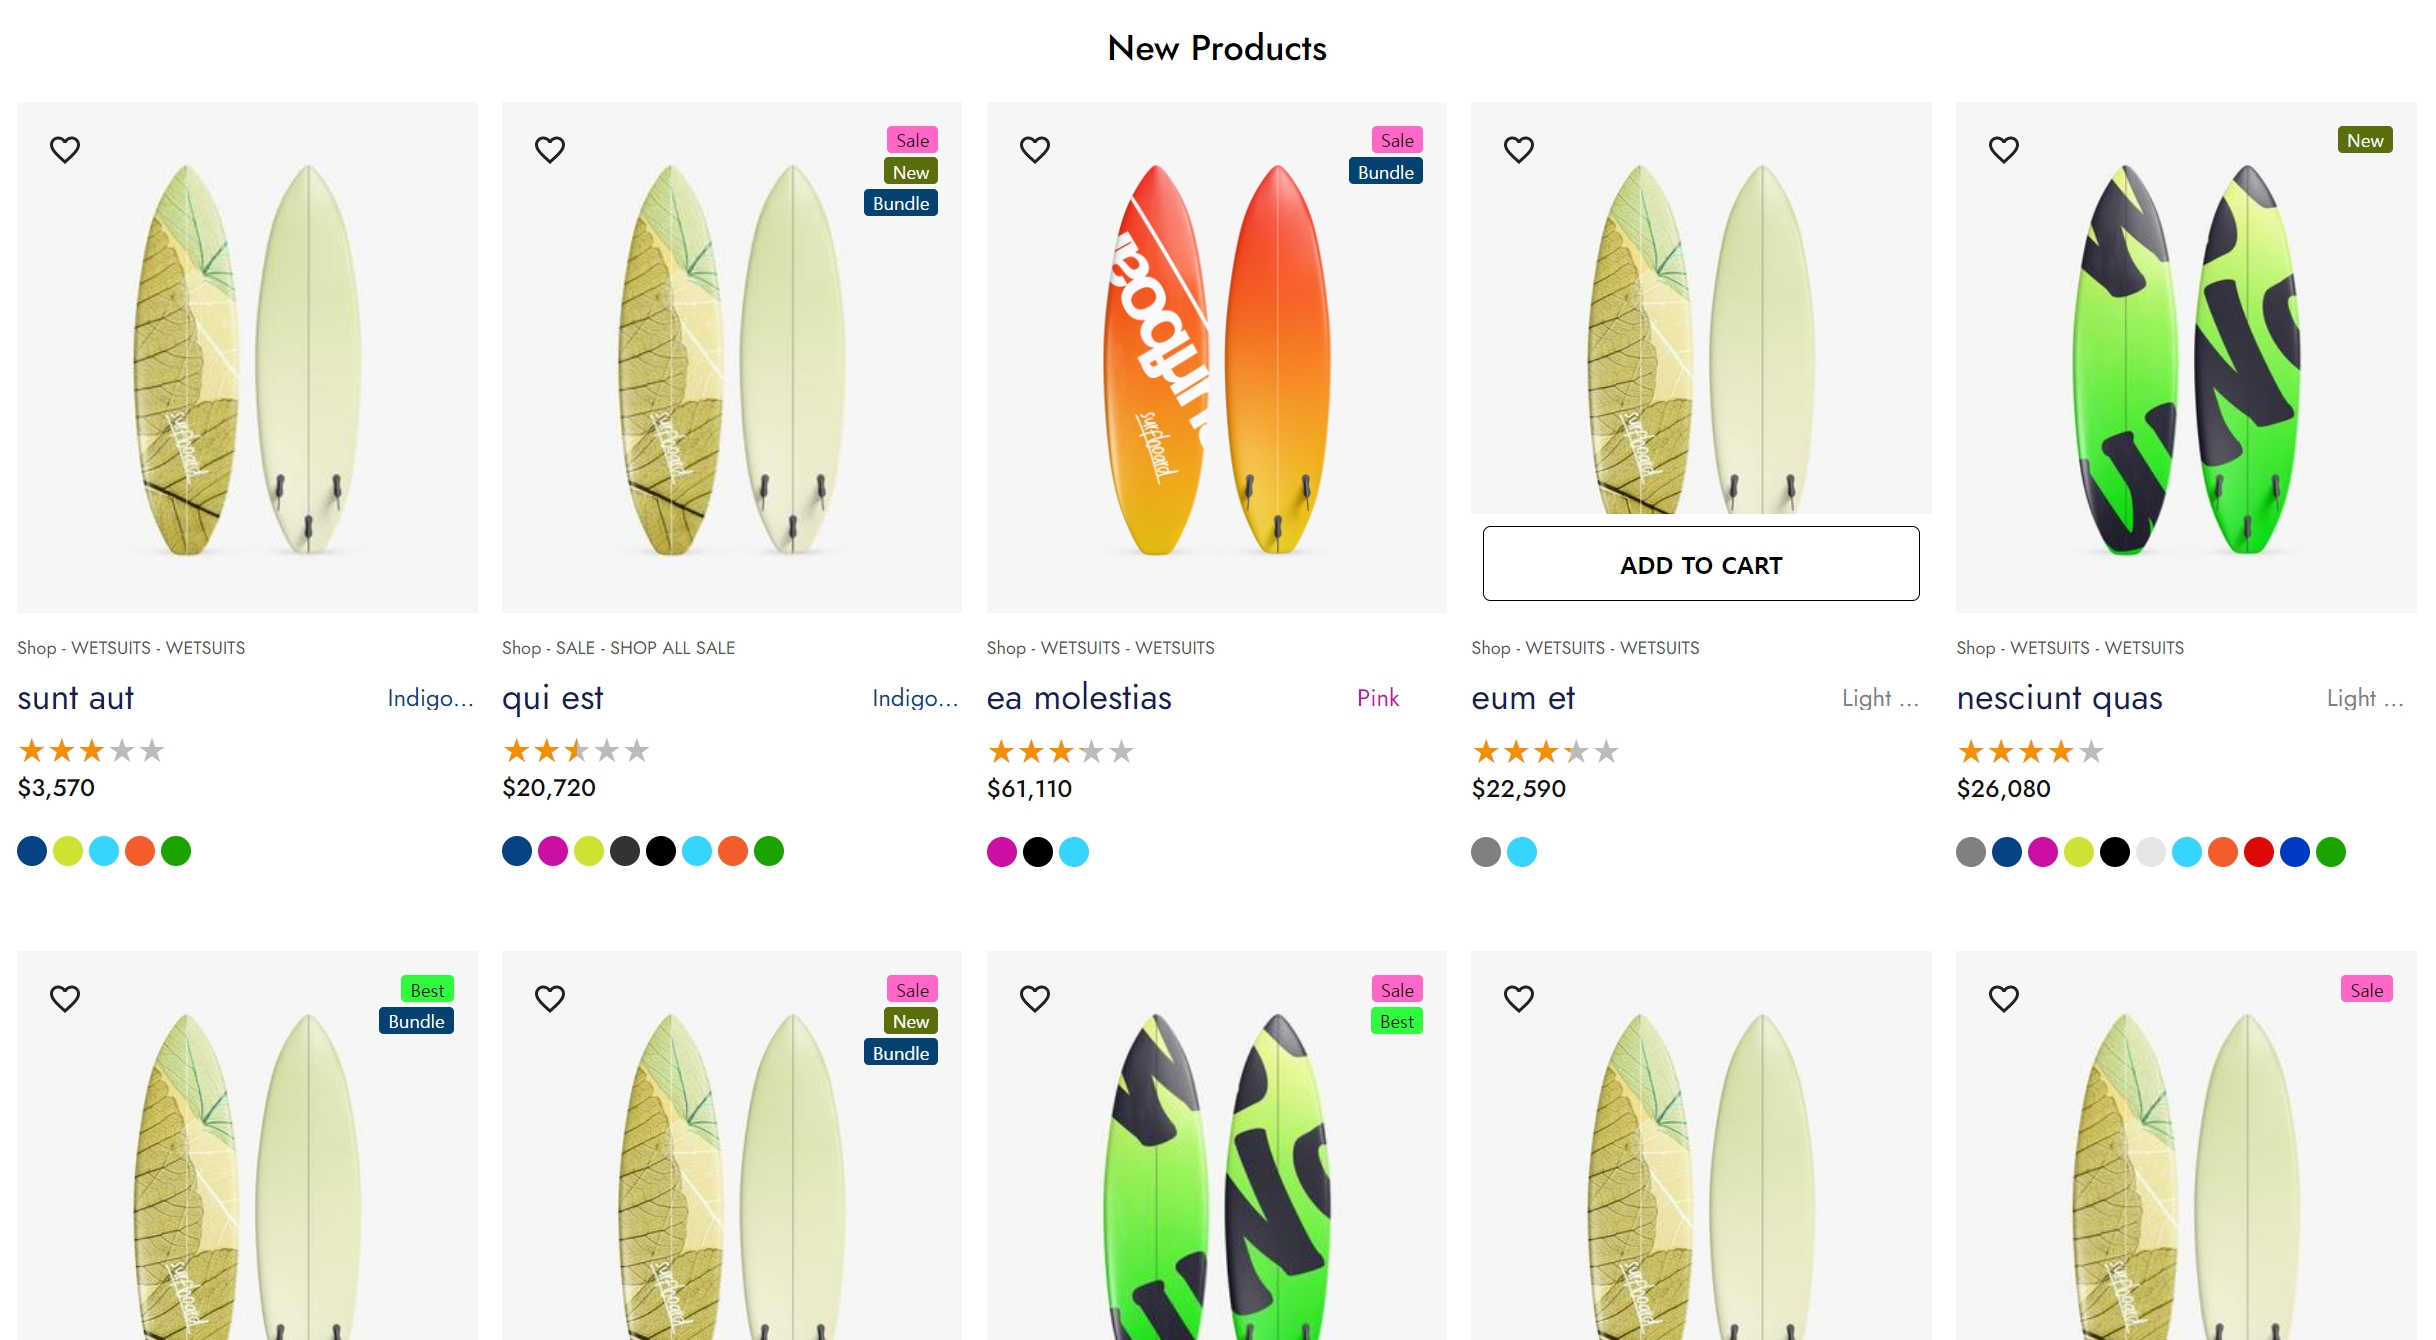 New Products
Sale
New
Bundle
Sale
Bundle
New
surfboard
surfboard
surfboard
surfboard
ADD TO CART
Shop - WETSUITS - WETSUITS
Shop - SALE - SHOP ALL SALE
Shop - WETSUITS - WETSUITS
Shop - WETSUITS - WETSUITS
Shop - WETSUITS - WETSUITS
sunt aut
Indigo...
qui est
Indigo...
ea molestias
Pink
eum et
Light ...
nesciunt quas
Light ...
$3,570
$20,720
$61,110
$22,590
$26,080
Best
Bundle
Sale
New
Bundle
Sale
Best
Sale
surfboard
surfboard
surfboard
surfboard